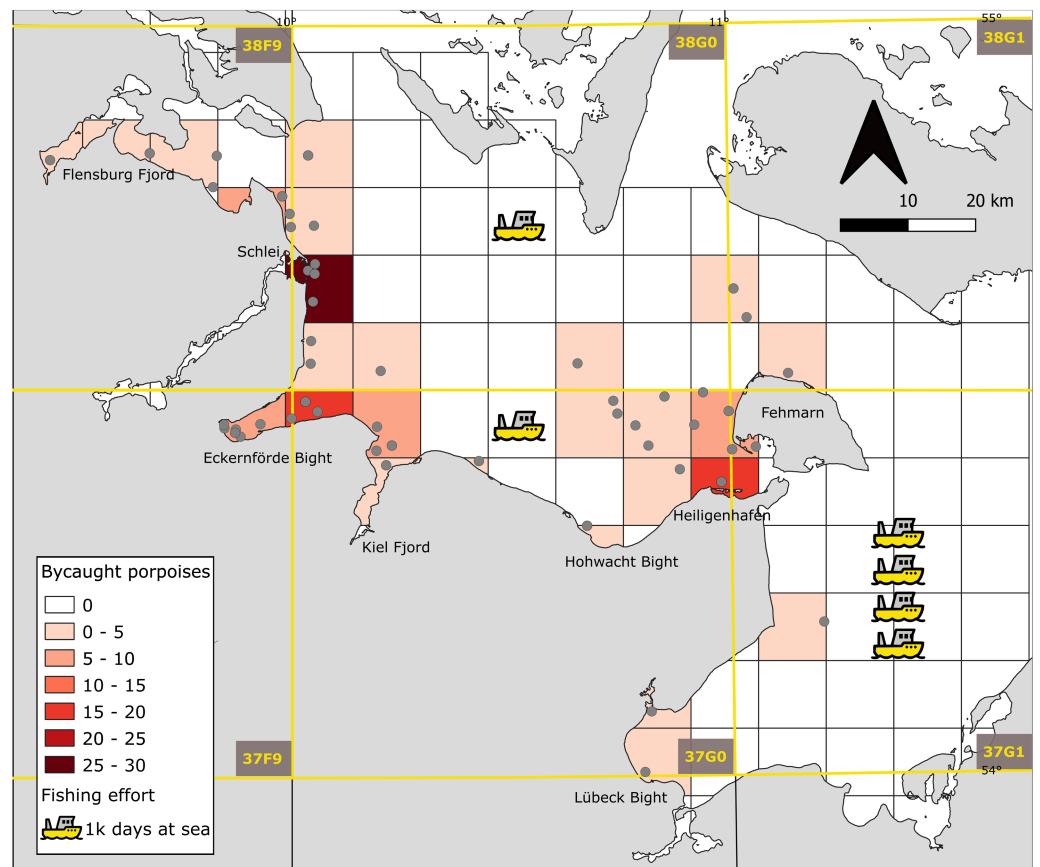 10°
11°
55°
38F9
38G0
38G1
Flensburg Fjord
10
20 km
Schlei
Fehmarn
Eckernförde Bight
Heiligenhafen
Kiel Fjord
Hohwacht Bight
Bycaught porpoises
0
0 - 5
5 - 10
10 - 15
15 - 20
20 - 25
25 - 30
Fishing effort
1k days at sea
37F9
37G0
37G1
54°
Lübeck Bight